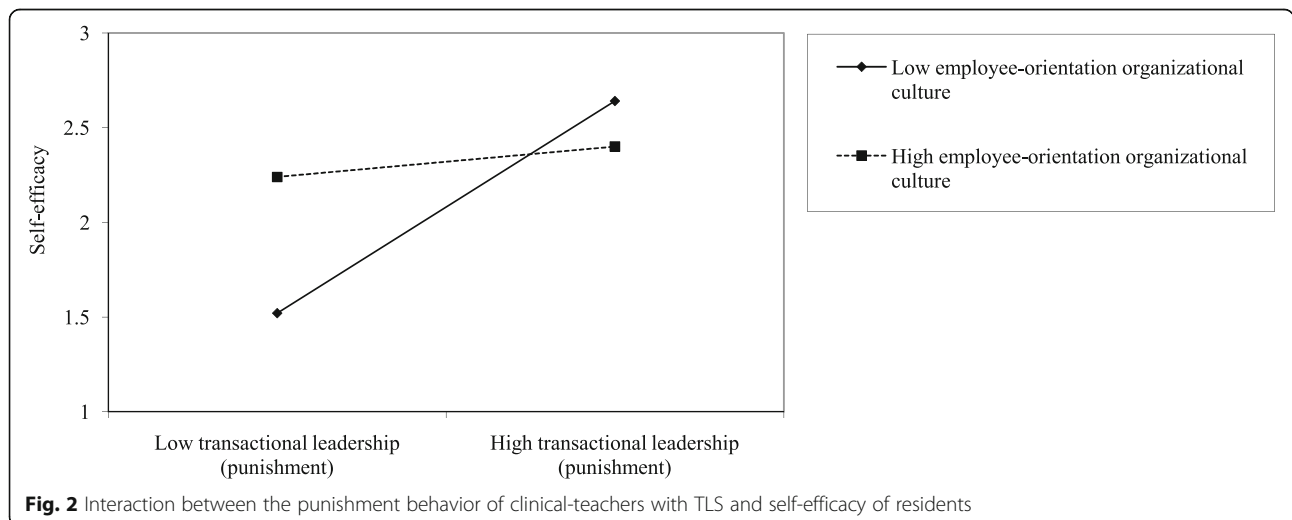 3
2.5
2
1.5
1
Self-efficacy
Low transactional leadership
(punishment)
High transactional leadership
(punishment)
Low employee-orientation organizational
culture
High employee-orientation organizational
culture
Fig. 2 Interaction between the punishment behavior of clinical-teachers with TLS and self-efficacy of residents